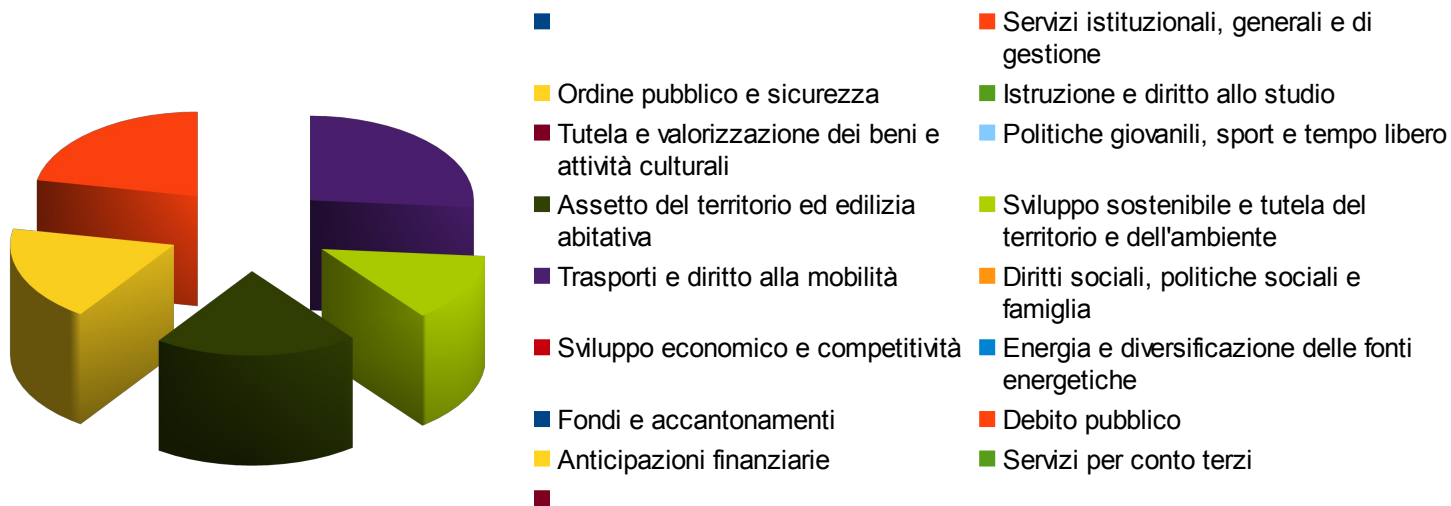 Servizi istituzionali, generali e di
gestione
Ordine pubblico e sicurezza
Istruzione e diritto allo studio
Tutela e valorizzazione dei beni e
attività culturali
Politiche giovanili, sport e tempo libero
Assetto del territorio ed edilizia
abitativa
Sviluppo sostenibile e tutela del
territorio e dell'ambiente
Trasporti e diritto alla mobilità
Diritti sociali, politiche sociali e
famiglia
Sviluppo economico e competitività
Energia e diversificazione delle fonti
energetiche
Fondi e accantonamenti
Debito pubblico
Anticipazioni finanziarie
Servizi per conto terzi